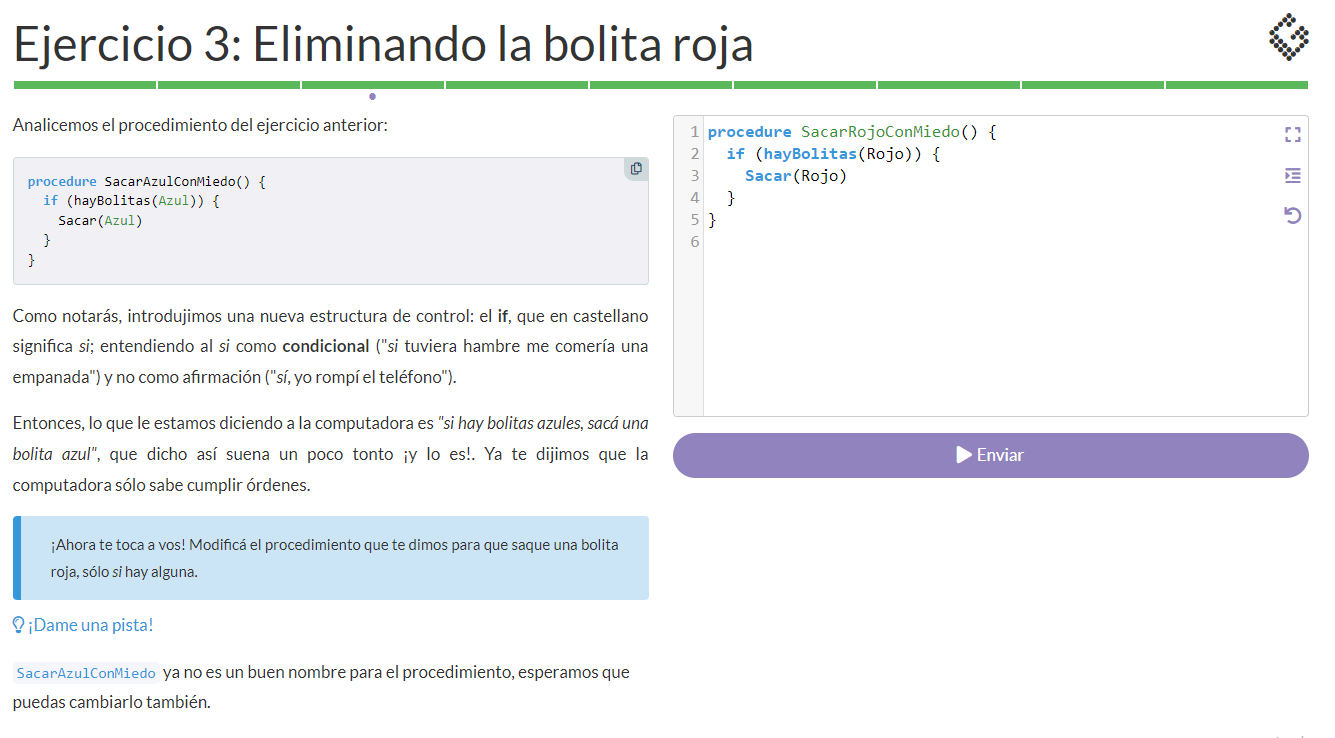 Ejercicio 3: Eliminando la bolita roja
Analicemos el procedimiento del ejercicio anterior:
procedure SacarAzulConMiedo() {
  if (hayBolitas(Azul)) {
    Sacar(Azul)
  }
}
Como notarás, introdujimos una nueva estructura de control: el if, que en castellano
significa si; entendiendo al si como condicional ("si tuviera hambre me comería una
empanada") y no como afirmación ("sí, yo rompí el teléfono").
Entonces, lo que le estamos diciendo a la computadora es "si hay bolitas azules, sacá una
bolita azul", que dicho así suena un poco tonto ¡y lo es!. Ya te dijimos que la
computadora sólo sabe cumplir órdenes.
¡Ahora te toca a vos! Modificá el procedimiento que te dimos para que saque una bolita
roja, sólo si hay alguna.
¡Dame una pista!
SacarAzulConMiedo ya no es un buen nombre para el procedimiento, esperamos que
puedas cambiarlo también.
1 procedure SacarRojoConMiedo() {
2   if (hayBolitas(Rojo)) {
3     Sacar(Rojo)
4   }
5 }
6
Enviar